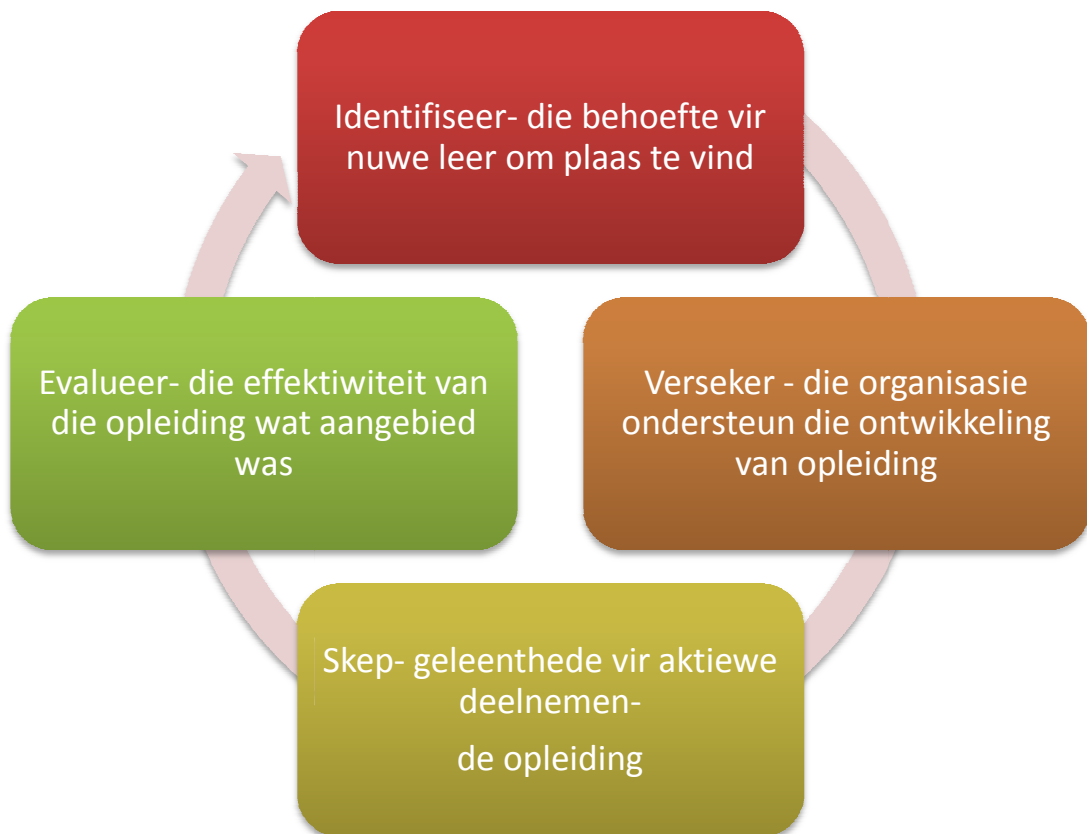 Identifiseer- die behoefte vir
nuwe leer om plaas te vind
Verseker - die organisasie
ondersteun die ontwikkeling
van opleiding
Skep- geleenthede vir aktiewe
deelnemen-
de opleiding
Evalueer- die effektiwiteit van
die opleiding wat aangebied
was